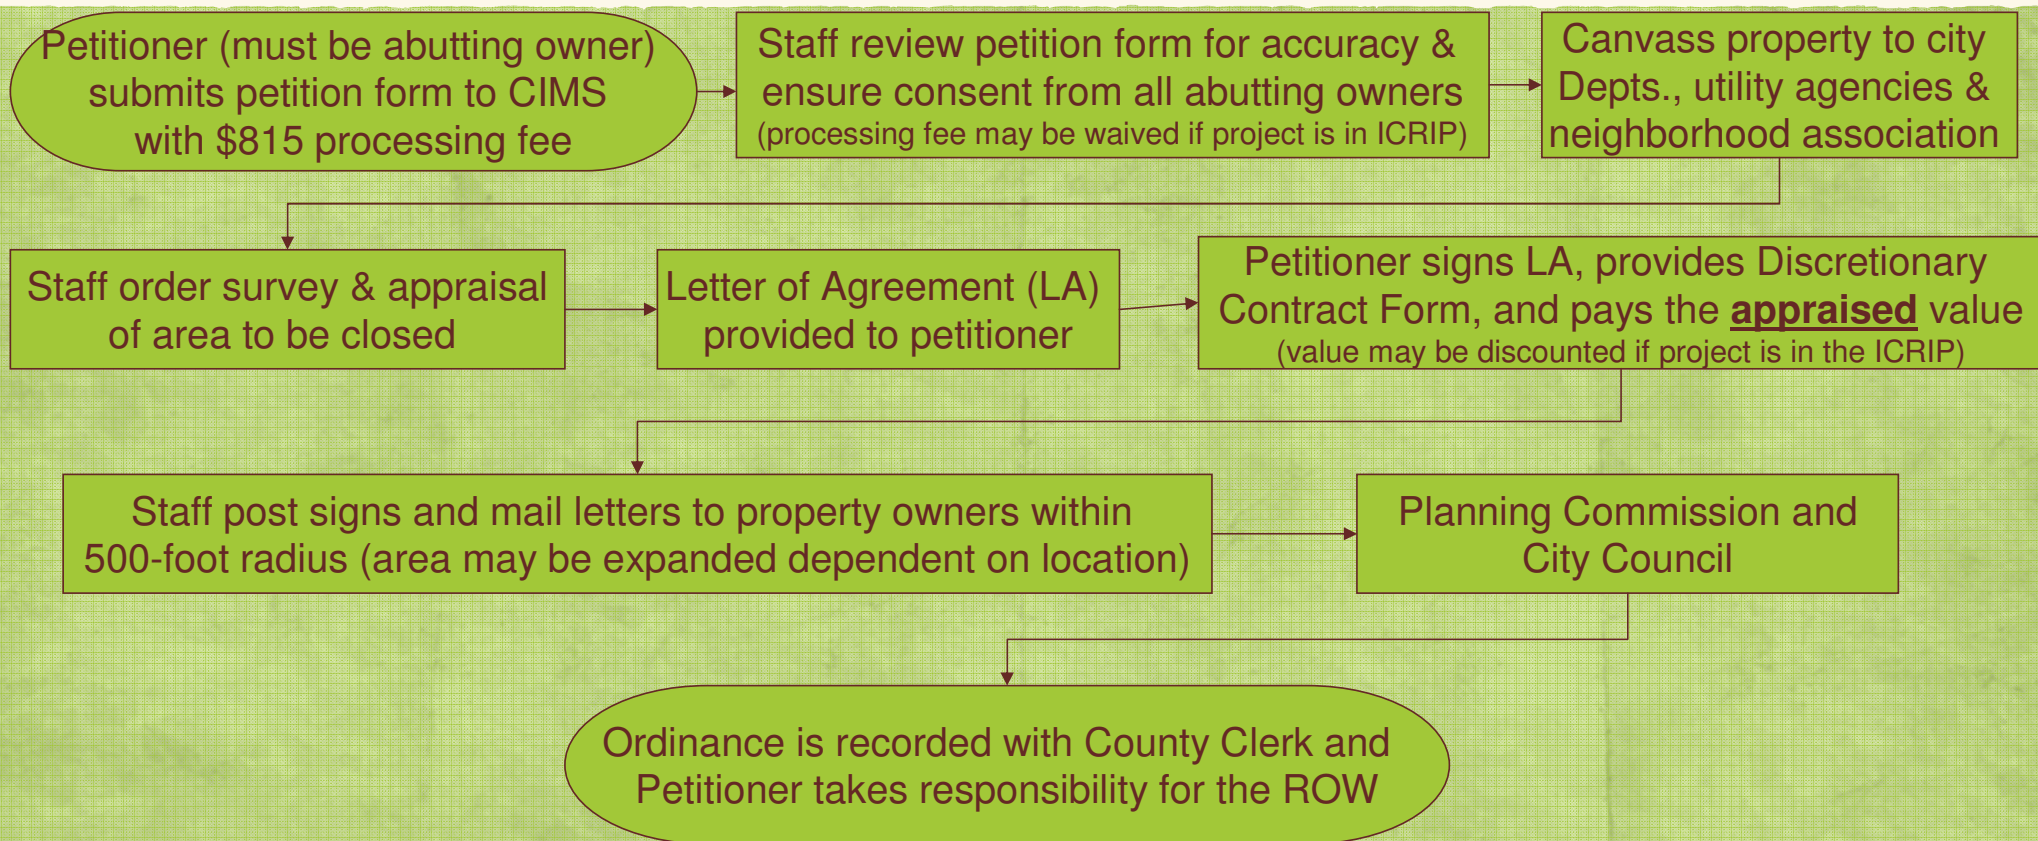 Petitioner (must be abutting owner)
submits petition form to CIMS
with $815 processing fee
Staff review petition form for accuracy &
ensure consent from all abutting owners
(processing fee may be waived if project is in ICRIP)
Canvass property to city
Depts., utility agencies &
neighborhood association
Staff order survey & appraisal
of area to be closed
Letter of Agreement (LA)
provided to petitioner
Petitioner signs LA, provides Discretionary
Contract Form, and pays the appraised value
(value may be discounted if project is in the ICRIP)
Staff post signs and mail letters to property owners within
500-foot radius (area may be expanded dependent on location)
Planning Commission and
City Council
Ordinance is recorded with County Clerk and
Petitioner takes responsibility for the ROW